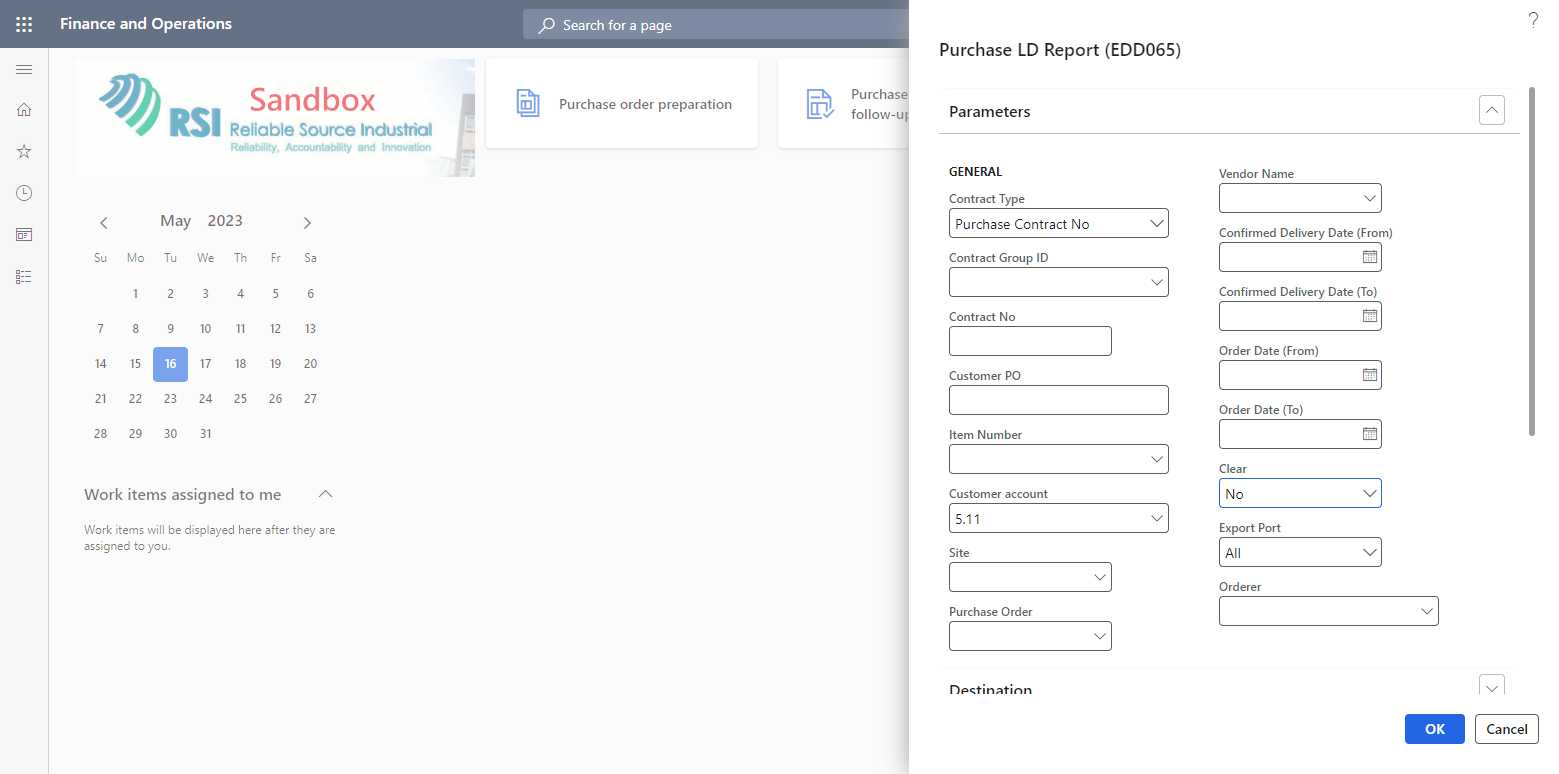 Finance and Operations
Search for a page
?
Sandbox
RSI Reliable Source Industrial
Reliability, Accountability and Innovation
Purchase order preparation
Purchase
follow-up
May 2023
Su Mo Tu We Th Fr Sa
1 2 3 4 5 6
7 8 9 10 11 12 13
14 15 16 17 18 19 20
21 22 23 24 25 26 27
28 29 30 31
Work items assigned to me
Work items will be displayed here after they are
assigned to you.
Purchase LD Report (EDD065)
Parameters
GENERAL
Contract Type
Purchase Contract No
Contract Group ID
Contract No
Customer PO
Item Number
Customer account
5.11
Site
Purchase Order
Vendor Name
Confirmed Delivery Date (From)
Confirmed Delivery Date (To)
Order Date (From)
Order Date (To)
Clear
No
Export Port
All
Orderer
Destination
OK
Cancel